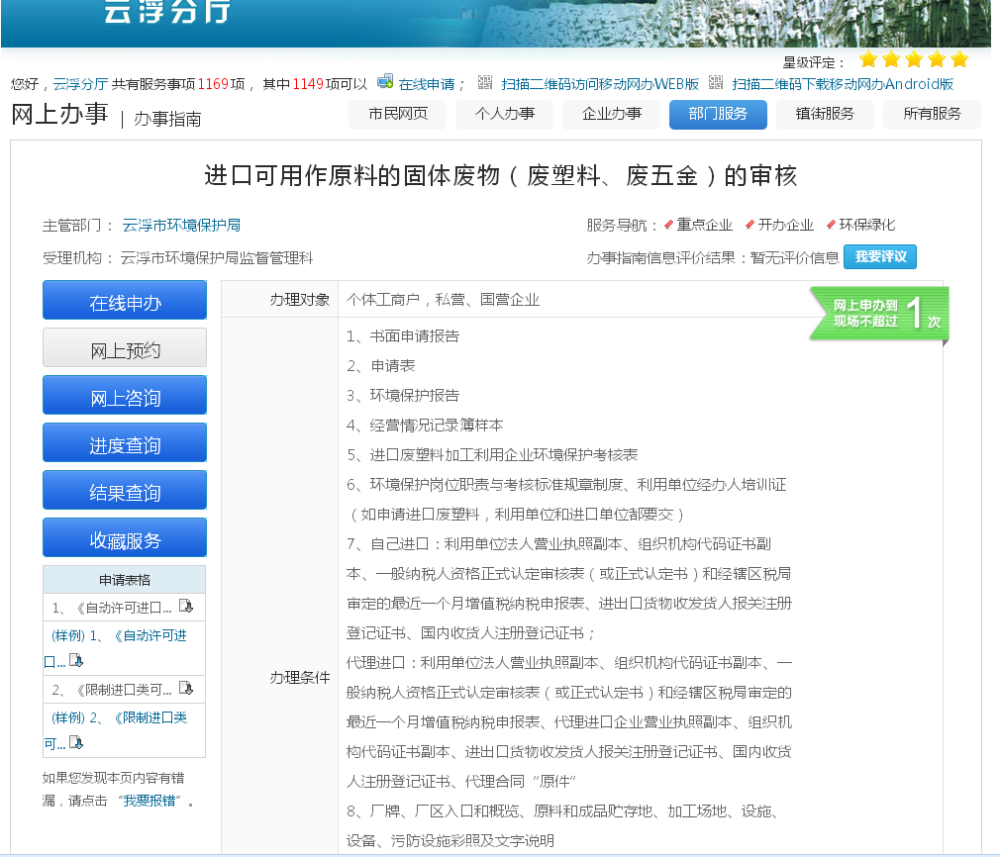 云浮分厅
星级评定：
您好，云浮分厅 共有服务事项1169项， 其中1149项可以 在线申请； 扫描二维码访问移动网办WEB版 扫描二维码下载移动网办Android版
网上办事 | 办事指南 市民网页 个人办事 企业办事 部门服务 镇街服务 所有服务
进口可用作原料的固体废物（废塑料、废五金）的审核
主管部门： 云浮市环境保护局 服务导航： 重点企业 开办企业 环保绿化
受理机构： 云浮市环境保护局监督管理科 办事指南信息评价结果：暂无评价信息 我要评议
在线申办
网上预约
网上咨询
进度查询
结果查询
收藏服务
申请表格
1、《自动许可进口...
(样例) 1、《自动许可进
口...
2、《限制进口类可...
(样例) 2、《限制进口类
可...
如果您发现本页内容有错
漏，请点击 “我要报错”。
办理对象 个体工商户，私营、国营企业
网上申办到
现场不超过 1 次
办理条件
1、书面申请报告
2、申请表
3、环境保护报告
4、经营情况记录簿样本
5、进口废塑料加工利用企业环境保护考核表
6、环境保护岗位职责与考核标准规章制度、利用单位经办人培训证
（如申请进口废塑料，利用单位和进口单位都要交）
7、自己进口：利用单位法人营业执照副本、组织机构代码证书副
本、一般纳税人资格正式认定审核表（或正式认定书）和经辖区税局
审定的最近一个月增值税纳税申报表、进出口货物收发货人报关注册
登记证书、国内收货人注册登记证书；
代理进口：利用单位法人营业执照副本、组织机构代码证书副本、一
般纳税人资格正式认定审核表（或正式认定书）和经辖区税局审定的
最近一个月增值税纳税申报表、代理进口企业营业执照副本、组织机
构代码证书副本、进出口货物收发货人报关注册登记证书、国内收货
人注册登记证书、代理合同“原件”
8、厂牌、厂区入口和概览、原料和成品贮存地、加工场地、设施、
设备、污防设施彩照及文字说明